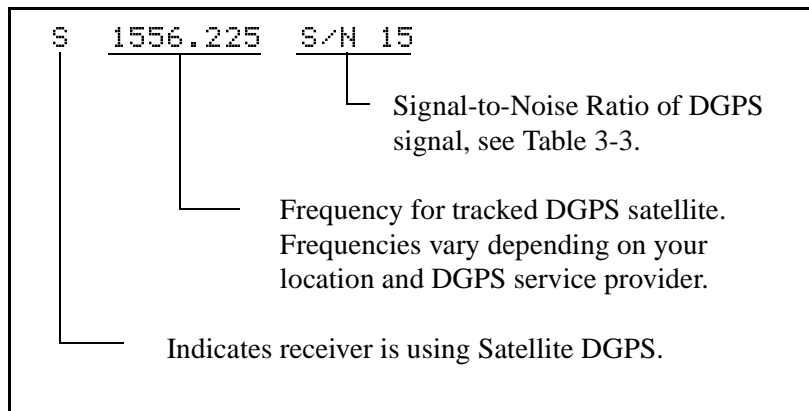 S 1556.225 S/N 15
Signal-to-Noise Ratio of DGPS
signal, see Table 3-3.
Frequency for tracked DGPS satellite.
Frequencies vary depending on your
location and DGPS service provider.
Indicates receiver is using Satellite DGPS.